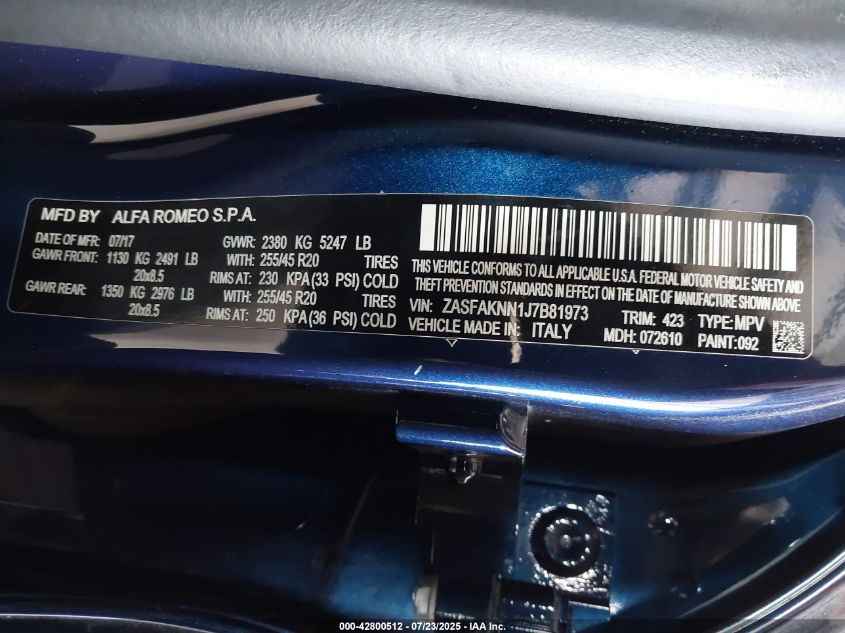 MFD BY ALFA ROMEO S.P.A.
DATE OF MFR: 07/17 GVWR: 2380 KG 5247 LB
GAWR FRONT: 1130 KG 2491 LB WITH: 255/45 R20 TIRES
20x8.5 RIMS AT: 230 KPA(33 PSI) COLD
GAWR REAR: 1350 KG 2976 LB WITH: 255/45 R20 TIRES
20x8.5 RIMS AT: 250 KPA(36 PSI) COLD
THIS VEHICLE CONFORMS TO ALL APPLICABLE U.S.A. FEDERAL MOTOR VEHICLE SAFETY AND
THEFT PREVENTION STANDARDS IN EFFECT ON THE DATE OF MANUFACTURE SHOWN ABOVE.
VIN: ZASFAKNN1J7B81973 TRIM: 423 TYPE: MPV
VEHICLE MADE IN: ITALY MDH: 072610 PAINT: 092
000-42800512 - 07/23/2025 - IAA Inc.